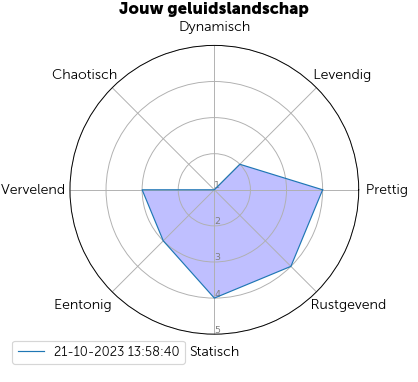 Jouw geluidslandschap
Dynamisch
Chaotisch
Levendig
Vervelend
1
Prettig
2
3
4
Eentonig
Rustgevend
5
21-10-2023 13:58:40
Statisch